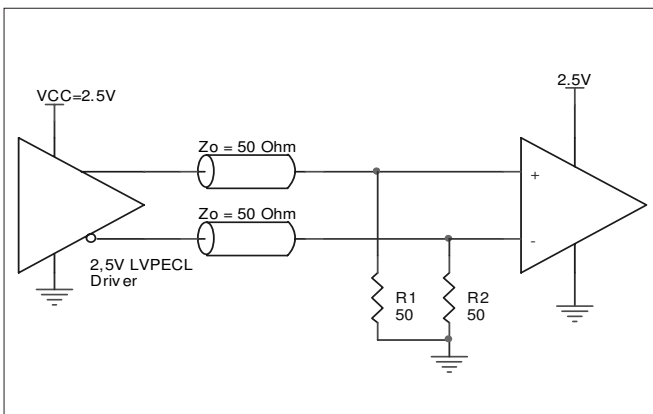 VCC=2.5V
2.5V
Zo = 50 Ohm
+
Zo = 50 Ohm
-
2,5V LVPECL
Driver
R1
50
R2
50